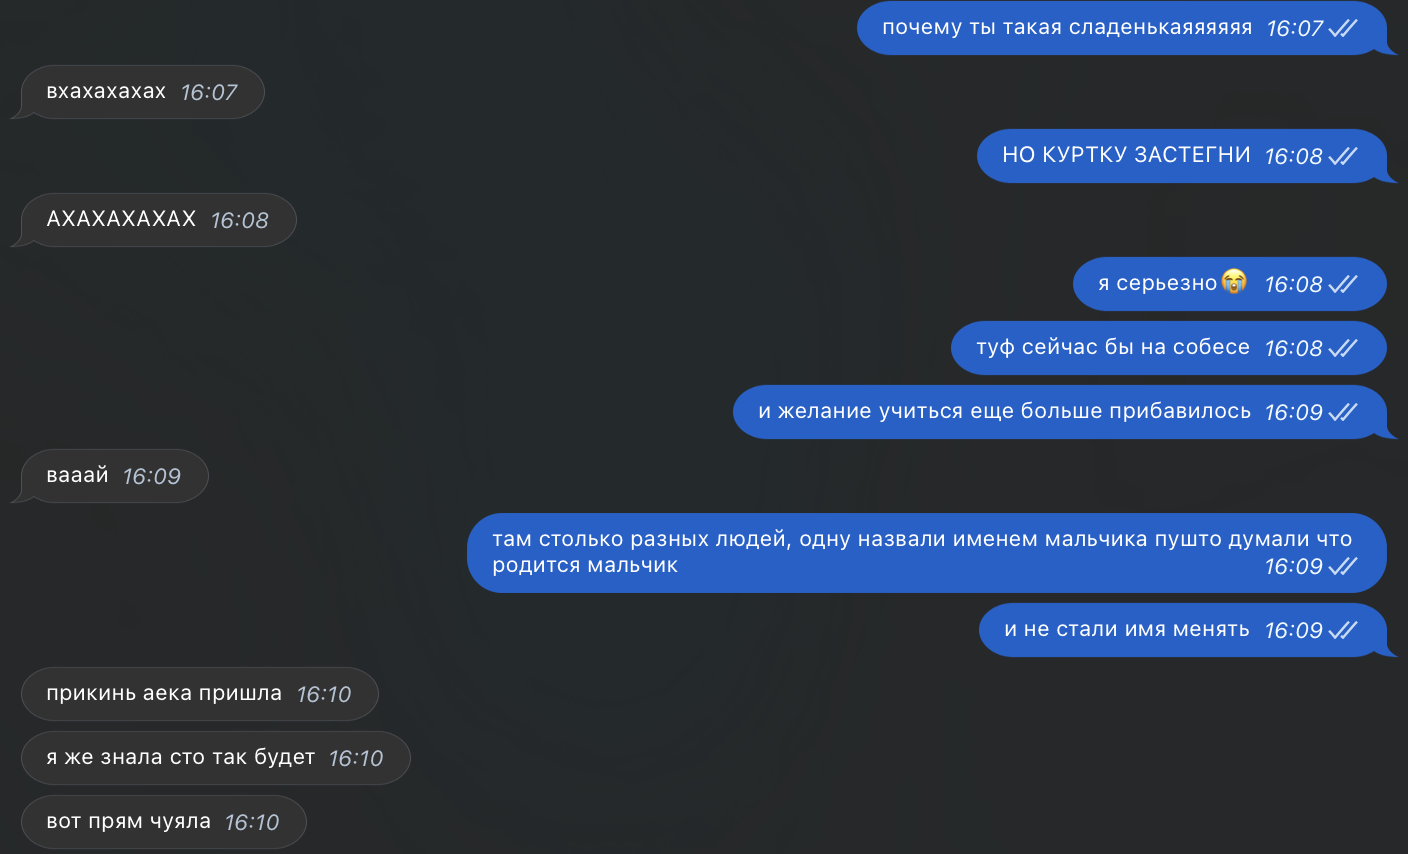 почему ты такая сладенькаяяяяяя 16:07
вхахахахах 16:07
НО КУРТКУ ЗАСТЕГНИ 16:08
АХАХАХАХАХ 16:08
я серьезно😭 16:08
туф сейчас бы на собесе 16:08
и желание учиться еще больше прибавилось 16:09
вааай 16:09
там столько разных людей, одну назвали именем мальчика пушто думали что
родится мальчик 16:09
и не стали имя менять 16:09
прикинь аека пришла 16:10
я же знала сто так будет 16:10
вот прям чуяла 16:10